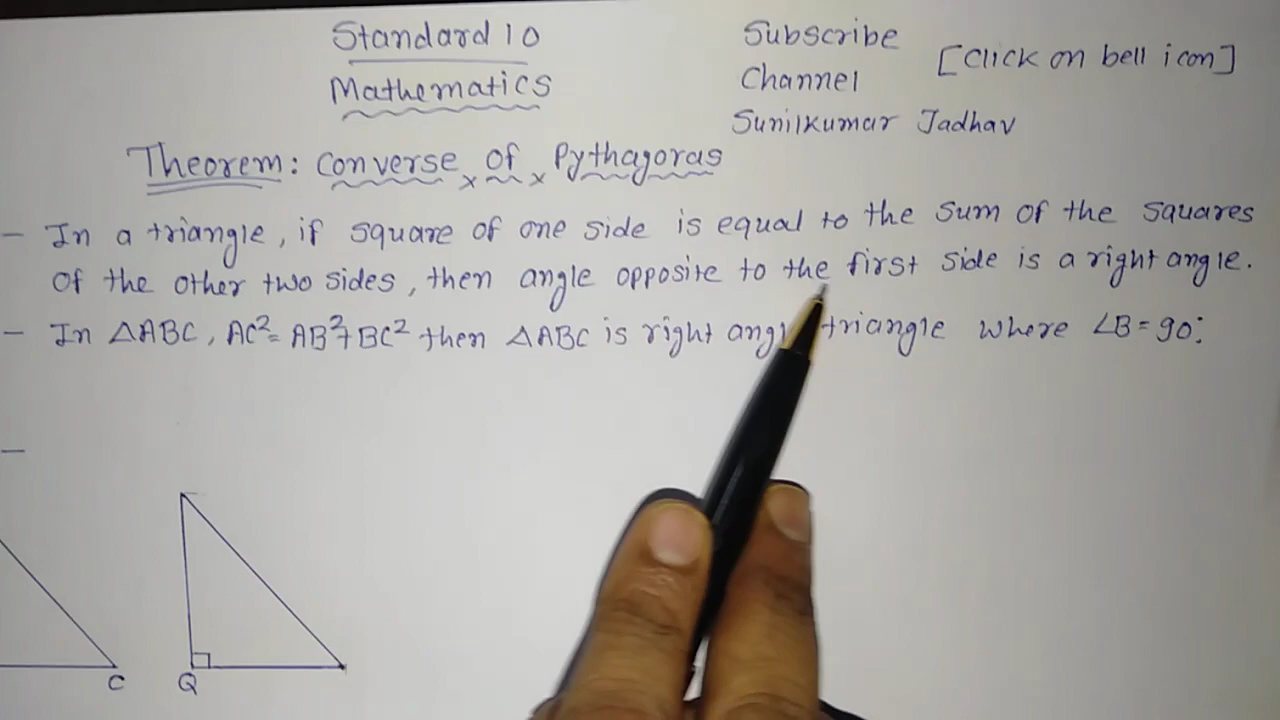 Standard 10
Mathematics
Subscribe
Channel [Click on bell icon]
Sunilkumar Jadhav
Theorem: Converse of Pythagoras
- In a triangle, if square of one side is equal to the sum of the squares
of the other two sides, then angle opposite to the first side is a right angle.
- In △ABC, AC²= AB²+BC² then △ABC is right angl triangle where ∠B=90°.
-
C
Q